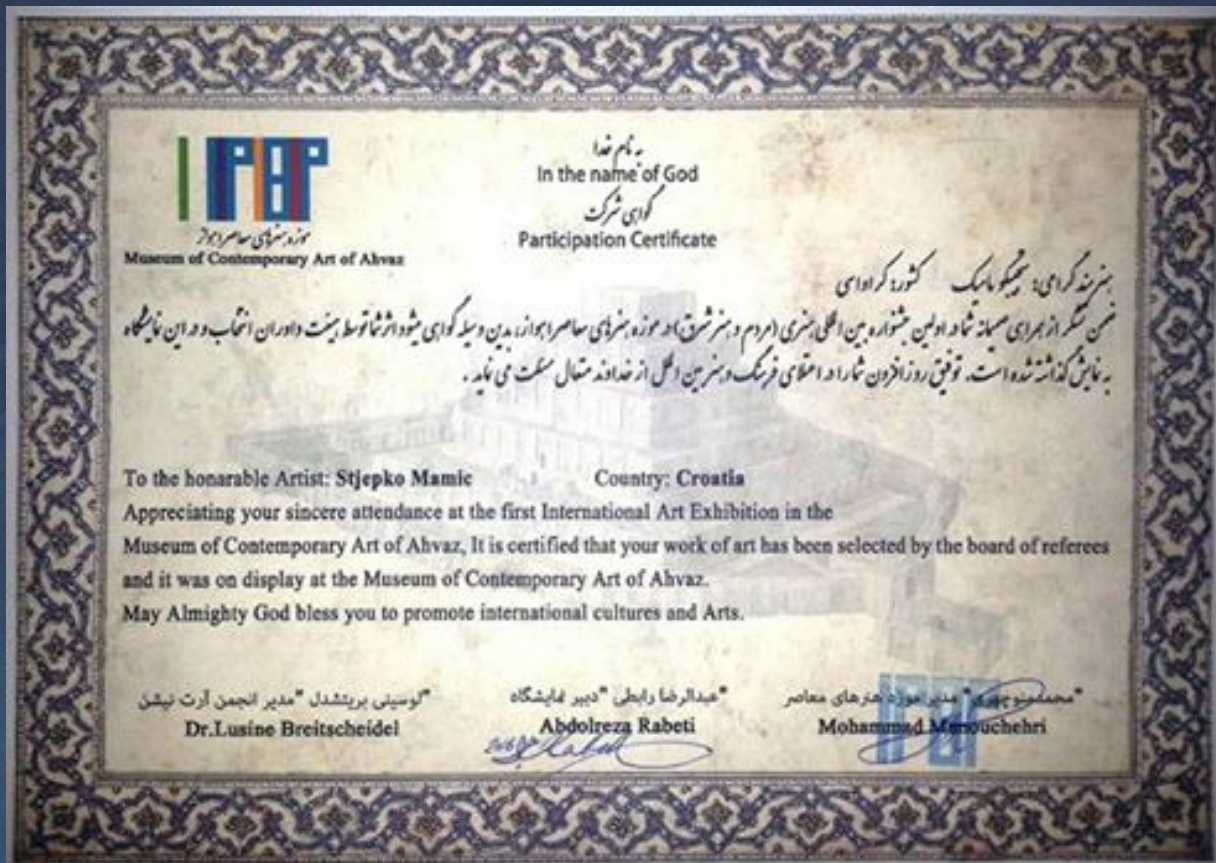 موزه هنرهای معاصر اهواز
Museum of Contemporary Art of Ahvaz
به نام خدا
In the name of God
گواهی شرکت
Participation Certificate
هنرمند گرامی: کشور:
ضمن تشکر از همراهی صمیمانه شما در اولین جشنواره بین المللی هنری (مردم و هنر شرق) در موزه هنرهای معاصر اهواز، بدین وسیله گواهی میشود اثر شما توسط هیئت داوران انتخاب و در این نمایشگاه
به نمایش گذاشته شده است. توفیق روز افزون شما را در اعتلای فرهنگ و هنر بین الملل از خداوند متعال مسئلت می نماید .
To the honarable Artist: Stjepko Mamic Country: Croatia
Appreciating your sincere attendance at the first International Art Exhibition in the
Museum of Contemporary Art of Ahvaz, It is certified that your work of art has been selected by the board of referees
and it was on display at the Museum of Contemporary Art of Ahvaz.
May Almighty God bless you to promote international cultures and Arts.
"محمد منوچهری" مدیر موزه هنرهای معاصر
Mohammad Manouchehri
"عبدالرضا رابطی" دبیر نمایشگاه
Abdolreza Rabeti
"لوسینی بریتشدل" مدیر انجمن آرت نیشن
Dr.Lusine Breitscheidel